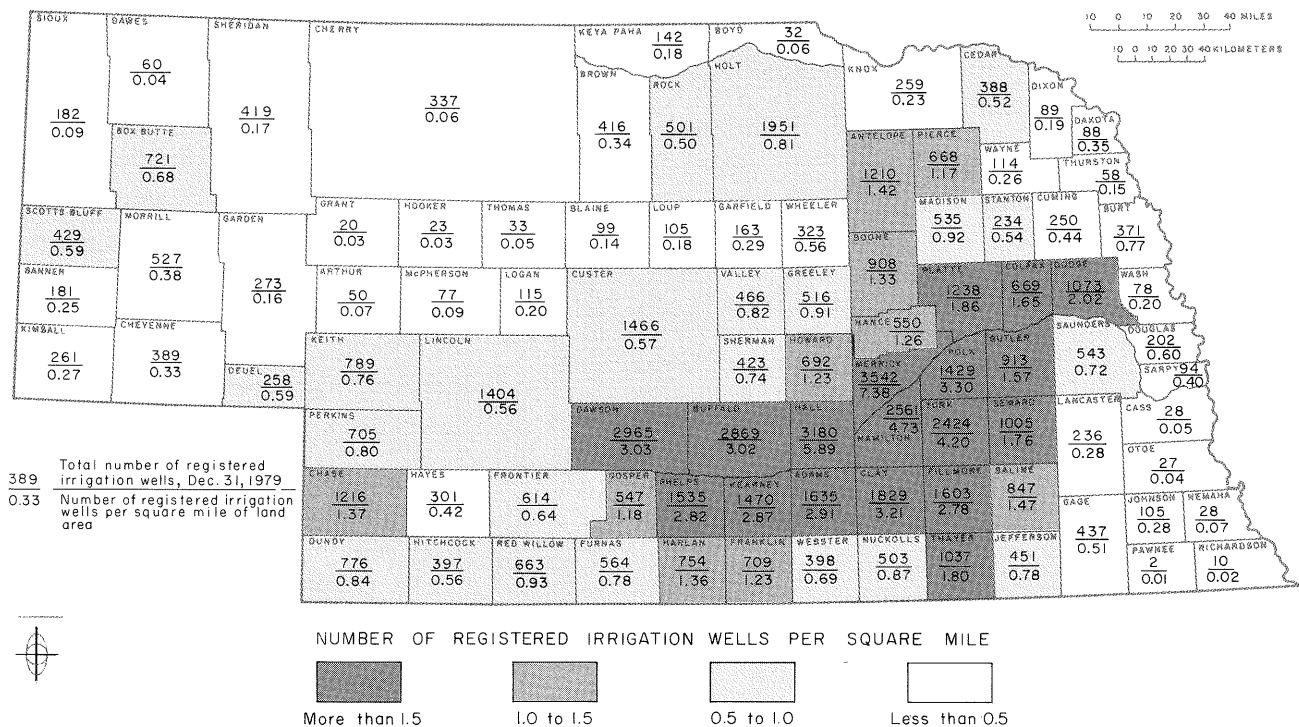 SIOUX
182
0.09
DAWES
60
0.04
SHERIDAN
419
0.17
CHERRY
337
0.06
KEYA PAHA
142
0.18
BOYD
32
0.06
BROWN
416
0.34
ROCK
501
0.50
HOLT
1951
0.81
KNOX
259
0.23
CEDAR
388
0.52
DIXON
89
0.19
DAKOTA
88
0.35
10 0 10 20 30 40 MILES
10 0 10 20 30 40 KILOMETERS
BOX BUTTE
721
0.68
ANTELOPE
1210
1.42
PIERCE
668
1.17
WAYNE
114
0.26
THURSTON
58
0.15
SCOTTS BLUFF
429
0.59
MORRILL
527
0.38
GARDEN
273
0.16
GRANT
20
0.03
HOOKER
23
0.03
THOMAS
33
0.05
BLAINE
99
0.14
LOUP
105
0.18
GARFIELD
163
0.29
WHEELER
323
0.56
MADISON
535
0.92
STANTON
234
0.54
CUMING
250
0.44
BURT
371
0.77
BANNER
181
0.25
ARTHUR
50
0.07
McPHERSON
77
0.09
LOGAN
115
0.20
CUSTER
1466
0.57
VALLEY
466
0.82
GREELEY
516
0.91
BOONE
908
1.33
PLATTE
1238
1.86
COLFAX
669
1.65
DODGE
1073
2.02
WASH
78
0.20
KIMBALL
261
0.27
CHEYENNE
389
0.33
DEUEL
258
0.59
KEITH
789
0.76
LINCOLN
1404
0.56
SHERMAN
423
0.74
HOWARD
692
1.23
NANCE
550
1.26
MERRICK
3542
7.38
POLK
1429
3.30
BUTLER
913
1.57
SAUNDERS
543
0.72
DOUGLAS
202
0.60
SARPY
94
0.40
PERKINS
705
0.80
DAWSON
2965
3.03
BUFFALO
2869
3.02
HALL
3180
5.89
2561
4.73
HAMILTON
YORK
2424
4.20
SEWARD
1005
1.76
LANCASTER
236
0.28
CASS
28
0.05
OTOE
27
0.04
CHASE
1216
1.37
HAYES
301
0.42
FRONTIER
614
0.64
GOSPER
547
1.18
PHELPS
1535
2.82
KEARNEY
1470
2.87
ADAMS
1635
2.91
CLAY
1829
3.21
FILLMORE
1603
2.78
SALINE
847
1.47
GAGE
437
0.51
JOHNSON
105
0.28
NEMAHA
28
0.07
DUNDY
776
0.84
HITCHCOCK
397
0.56
RED WILLOW
663
0.93
FURNAS
564
0.78
HARLAN
754
1.36
FRANKLIN
709
1.23
WEBSTER
398
0.69
NUCKOLLS
503
0.87
THAYER
1037
1.80
JEFFERSON
451
0.78
PAWNEE
2
0.01
RICHARDSON
10
0.02
389 Total number of registered
irrigation wells, Dec. 31, 1979
0.33 Number of registered irrigation
wells per square mile of land
area
NUMBER OF REGISTERED IRRIGATION WELLS PER SQUARE MILE
More than 1.5
1.0 to 1.5
0.5 to 1.0
Less than 0.5